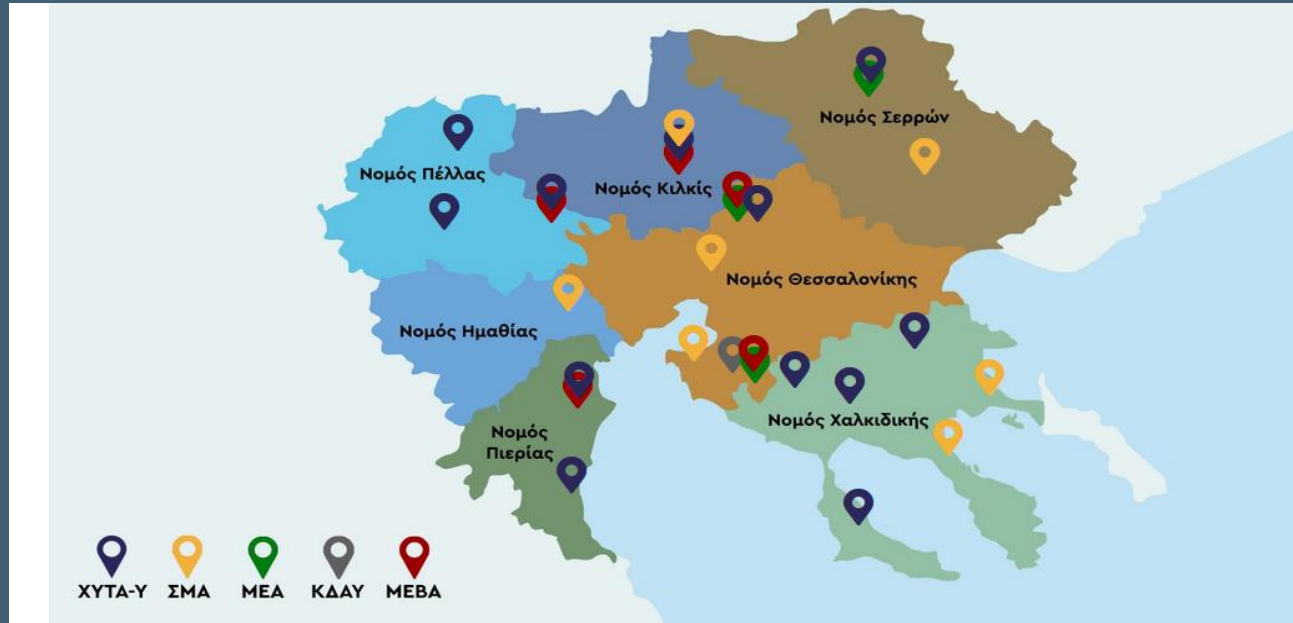 Νομός Σερρών
Νομός Πέλλας
Νομός Κιλκίς
Νομός Θεσσαλονίκης
Νομός Ημαθίας
Νομός Χαλκιδικής
Νομός
Πιερίας
ΧΥΤΑ-Υ ΣΜΑ ΜΕΑ ΚΔΑΥ ΜΕΒΑ